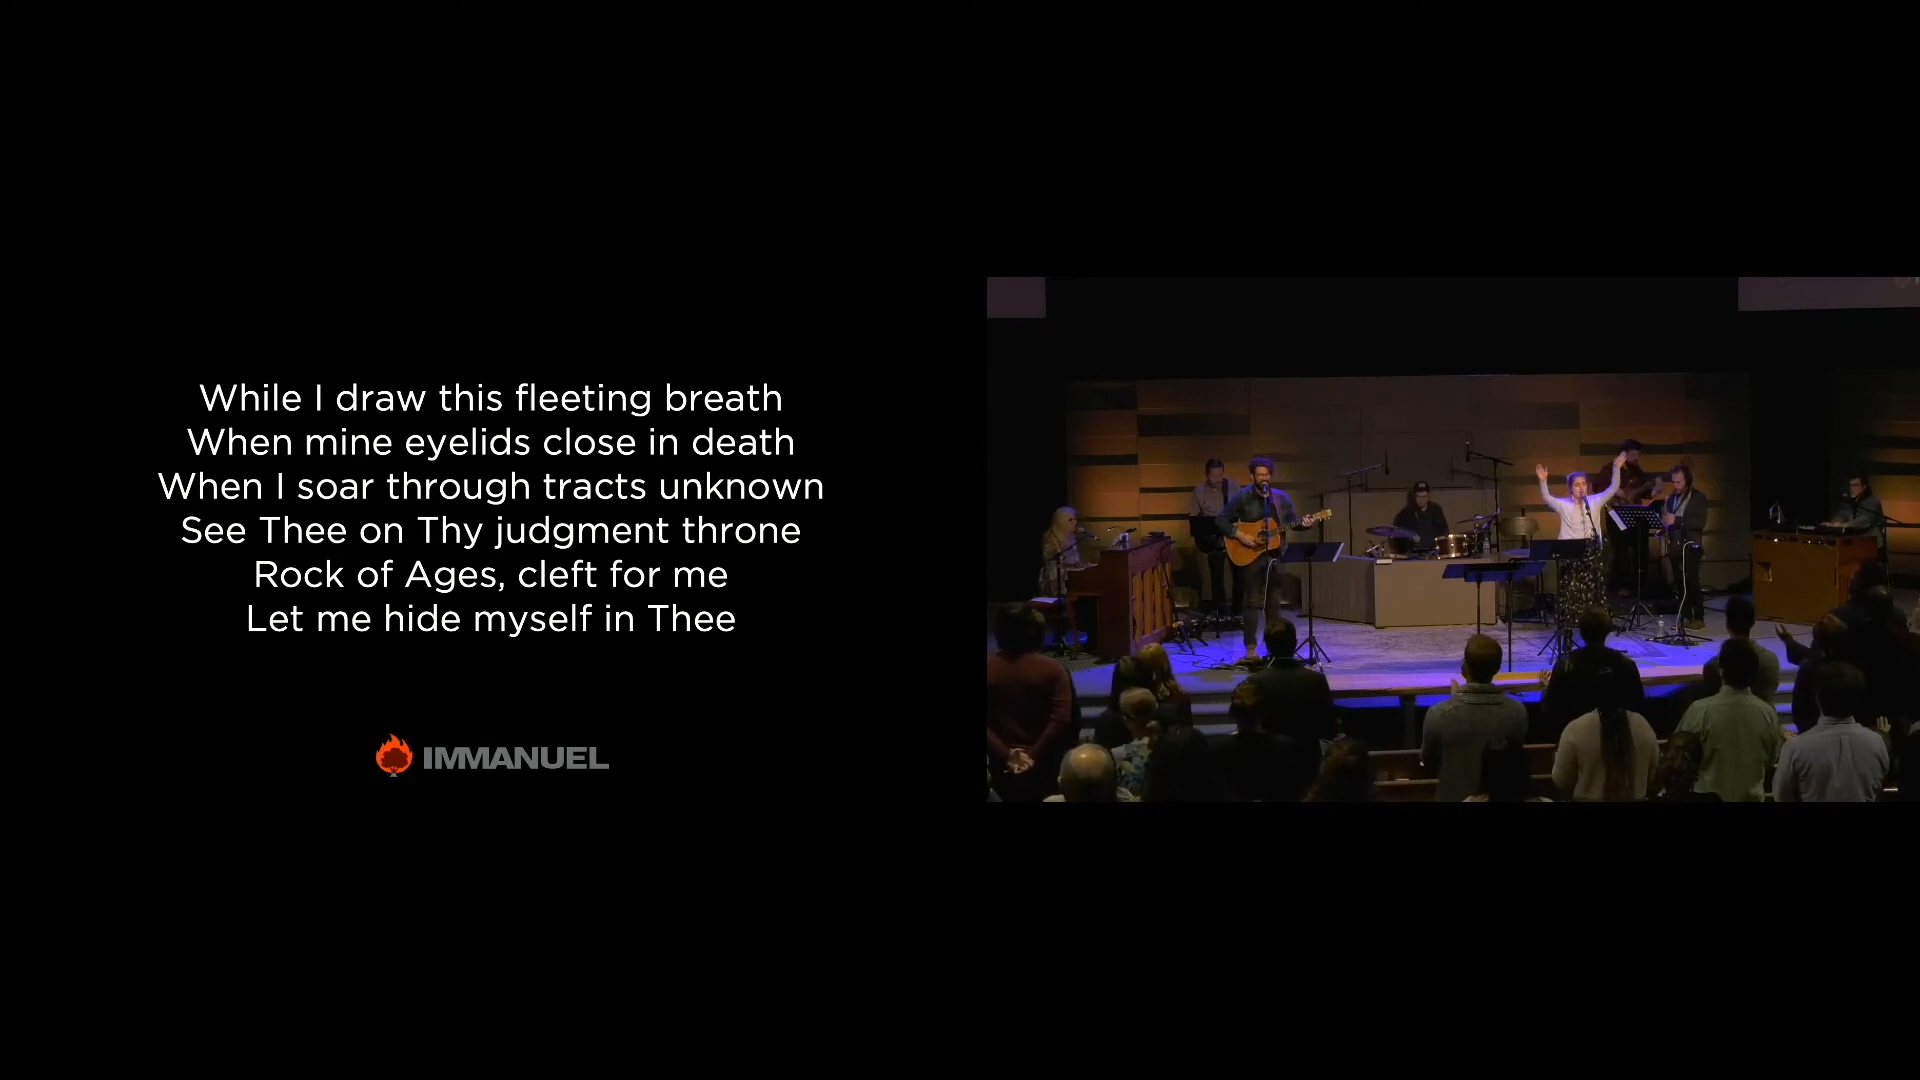 While I draw this fleeting breath
When mine eyelids close in death
When I soar through tracts unknown
See Thee on Thy judgment throne
Rock of Ages, cleft for me
Let me hide myself in Thee
IMMANUEL